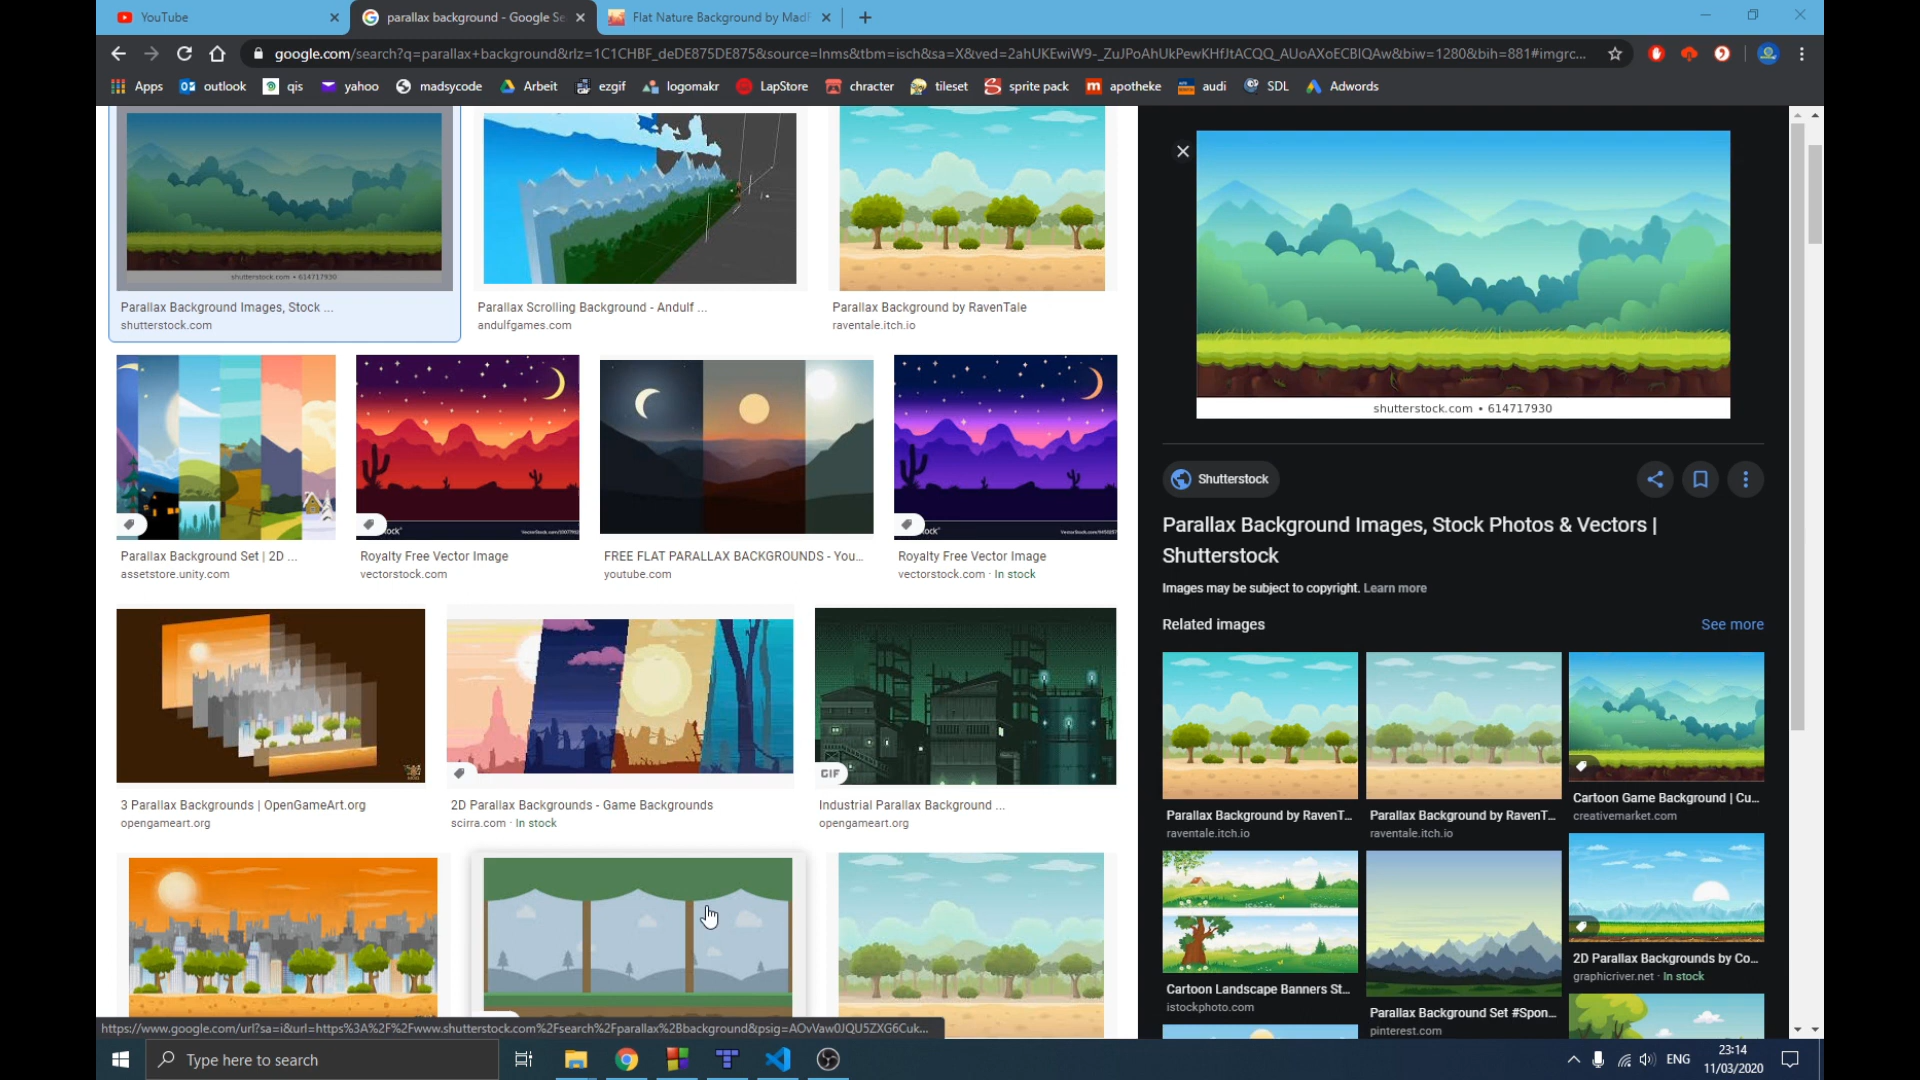 YouTube
parallax background - Google Se
Flat Nature Background by MadF
google.com/search?q=parallax+background&rlz=1C1CHBF_deDE875DE875&source=lnms&tbm=isch&sa=X&ved=2ahUKEwiW9-_ZuJPoAhUkPewKHfJtACQQ_AUoAXoECBIQAw&biw=1280&bih=881#imgrc...
Apps
outlook
qis
yahoo
madsycode
Arbeit
ezgif
logomakr
LapStore
chracter
tileset
sprite pack
apotheke
audi
SDL
Adwords
shutterstock.com • 614717930
Parallax Background Images, Stock ...
shutterstock.com
Parallax Scrolling Background - Andulf ...
andulfgames.com
Parallax Background by RavenTale
raventale.itch.io
Parallax Background Set | 2D ...
assetstore.unity.com
Royalty Free Vector Image
vectorstock.com
FREE FLAT PARALLAX BACKGROUNDS - You...
youtube.com
Royalty Free Vector Image
vectorstock.com · In stock
3 Parallax Backgrounds | OpenGameArt.org
opengameart.org
2D Parallax Backgrounds - Game Backgrounds
scirra.com · In stock
GIF
Industrial Parallax Background ...
opengameart.org
https://www.google.com/url?sa=i&url=https%3A%2F%2Fwww.shutterstock.com%2Fsearch%2Fparallax%2Bbackground&psig=AOvVaw0JQU5ZXG6Cuk...
shutterstock.com • 614717930
Shutterstock
Parallax Background Images, Stock Photos & Vectors |
Shutterstock
Images may be subject to copyright. Learn more
Related images
See more
Parallax Background by RavenT...
raventale.itch.io
Parallax Background by RavenT...
raventale.itch.io
Cartoon Game Background | Cu...
creativemarket.com
Cartoon Landscape Banners St...
istockphoto.com
Parallax Background Set #Spon...
pinterest.com
2D Parallax Backgrounds by Co...
graphicriver.net · In stock
Type here to search
ENG
23:14
11/03/2020